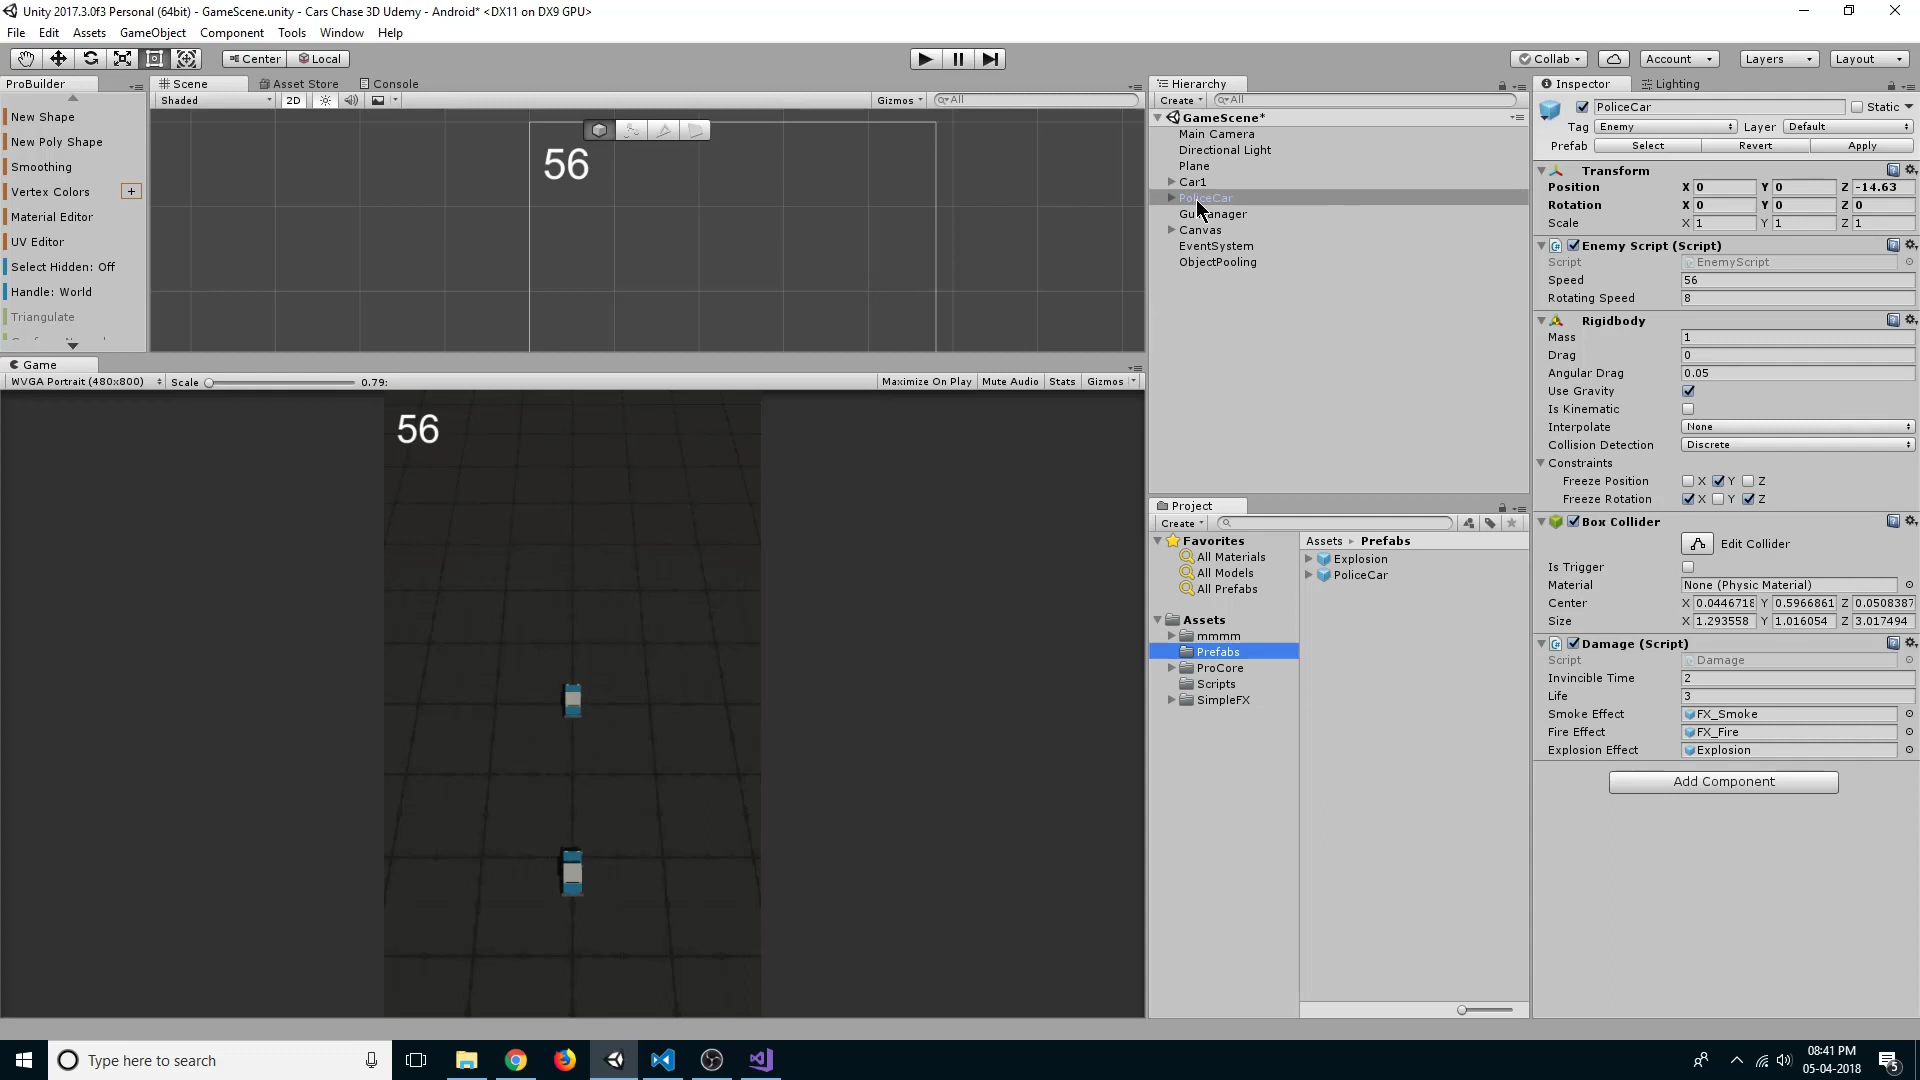 Unity 2017.3.0f3 Personal (64bit) - GameScene.unity - Cars Chase 3D Udemy - Android* <DX11 on DX9 GPU>
File Edit Assets GameObject Component Tools Window Help
Center Local Collab Account Layers Layout
ProBuilder
New Shape
New Poly Shape
Smoothing
Vertex Colors +
Material Editor
UV Editor
Select Hidden: Off
Handle: World
Triangulate
Scene Asset Store Console
Shaded 2D Gizmos All
56
Game
WVGA Portrait (480x800) Scale 0.79: Maximize On Play Mute Audio Stats Gizmos
56
Hierarchy
Create All
GameScene*
Main Camera
Directional Light
Plane
Car1
PoliceCar
Canvas
EventSystem
ObjectPooling
Project
Create
Favorites
All Materials
All Models
All Prefabs
Assets
mmmm
Prefabs
ProCore
Scripts
SimpleFX
Assets Prefabs
Explosion
PoliceCar
Inspector Lighting
PoliceCar Static
Tag Enemy Layer Default
Prefab Select Revert Apply
Transform
Position X 0 Y 0 Z -14.63
Rotation X 0 Y 0 Z 0
Scale X 1 Y 1 Z 1
Enemy Script (Script)
Script EnemyScript
Speed 56
Rotating Speed 8
Rigidbody
Mass 1
Drag 0
Angular Drag 0.05
Use Gravity
Is Kinematic
Interpolate None
Collision Detection Discrete
Constraints
Freeze Position X Y Z
Freeze Rotation X Y Z
Box Collider
Edit Collider
Is Trigger
Material None (Physic Material)
Center X 0.0446718 Y 0.5966861 Z 0.0508387
Size X 1.293558 Y 1.016054 Z 3.017494
Damage (Script)
Script Damage
Invincible Time 2
Life 3
Smoke Effect FX_Smoke
Fire Effect FX_Fire
Explosion Effect Explosion
Add Component
Type here to search
08:41 PM
05-04-2018
5